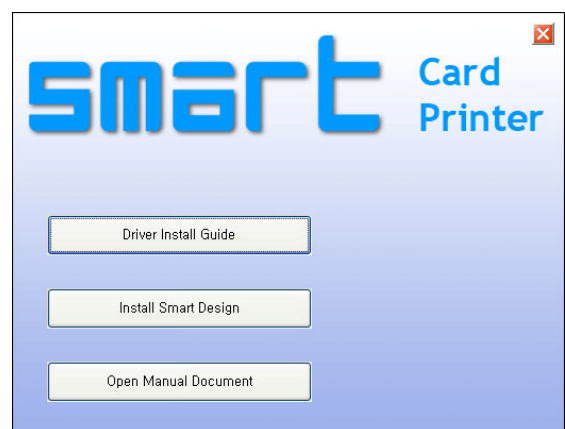 smart
Card
Printer
Driver Install Guide
Install Smart Design
Open Manual Document